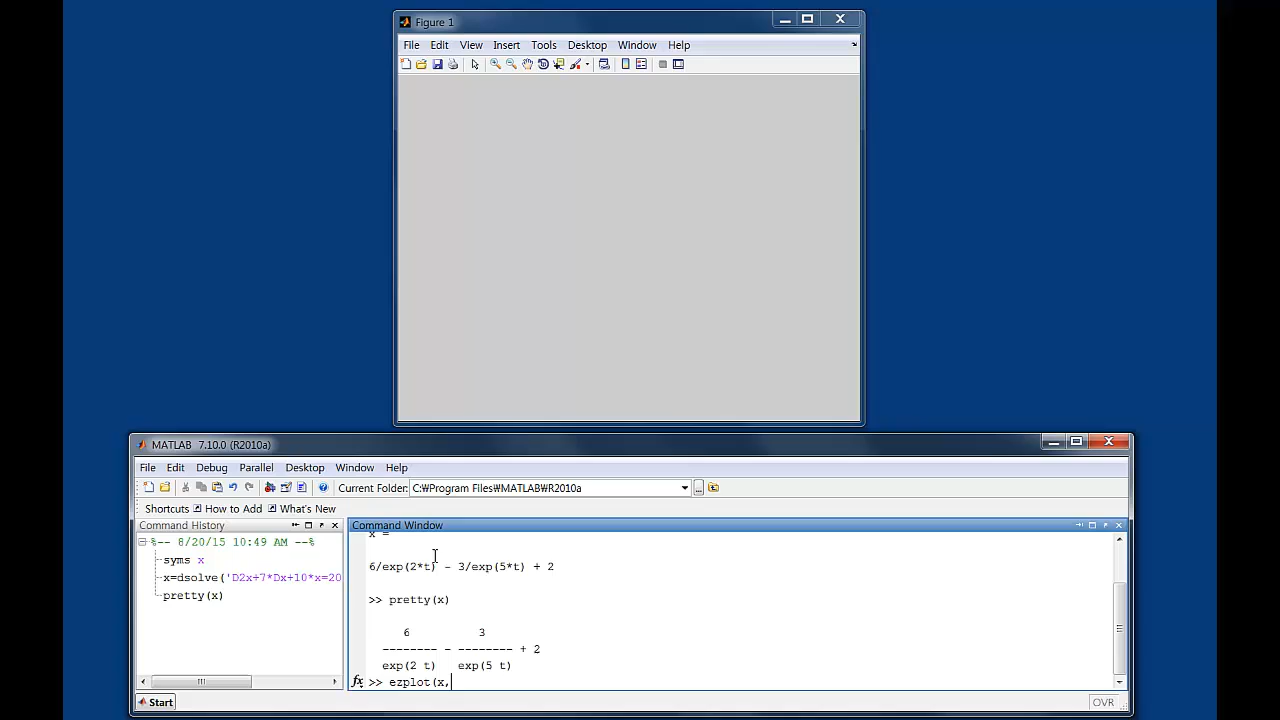 Figure 1
File Edit View Insert Tools Desktop Window Help
MATLAB 7.10.0 (R2010a)
File Edit Debug Parallel Desktop Window Help
Current Folder: C:₩Program Files₩MATLAB₩R2010a
Shortcuts How to Add What's New
Command History
%-- 8/20/15 10:49 AM --%
syms x
x=dsolve('D2x+7*Dx+10*x=20
pretty(x)
Command Window
x =
6/exp(2*t) - 3/exp(5*t) + 2
>> pretty(x)
6 3
-------- - -------- + 2
exp(2 t) exp(5 t)
fx >> ezplot(x,
Start
OVR